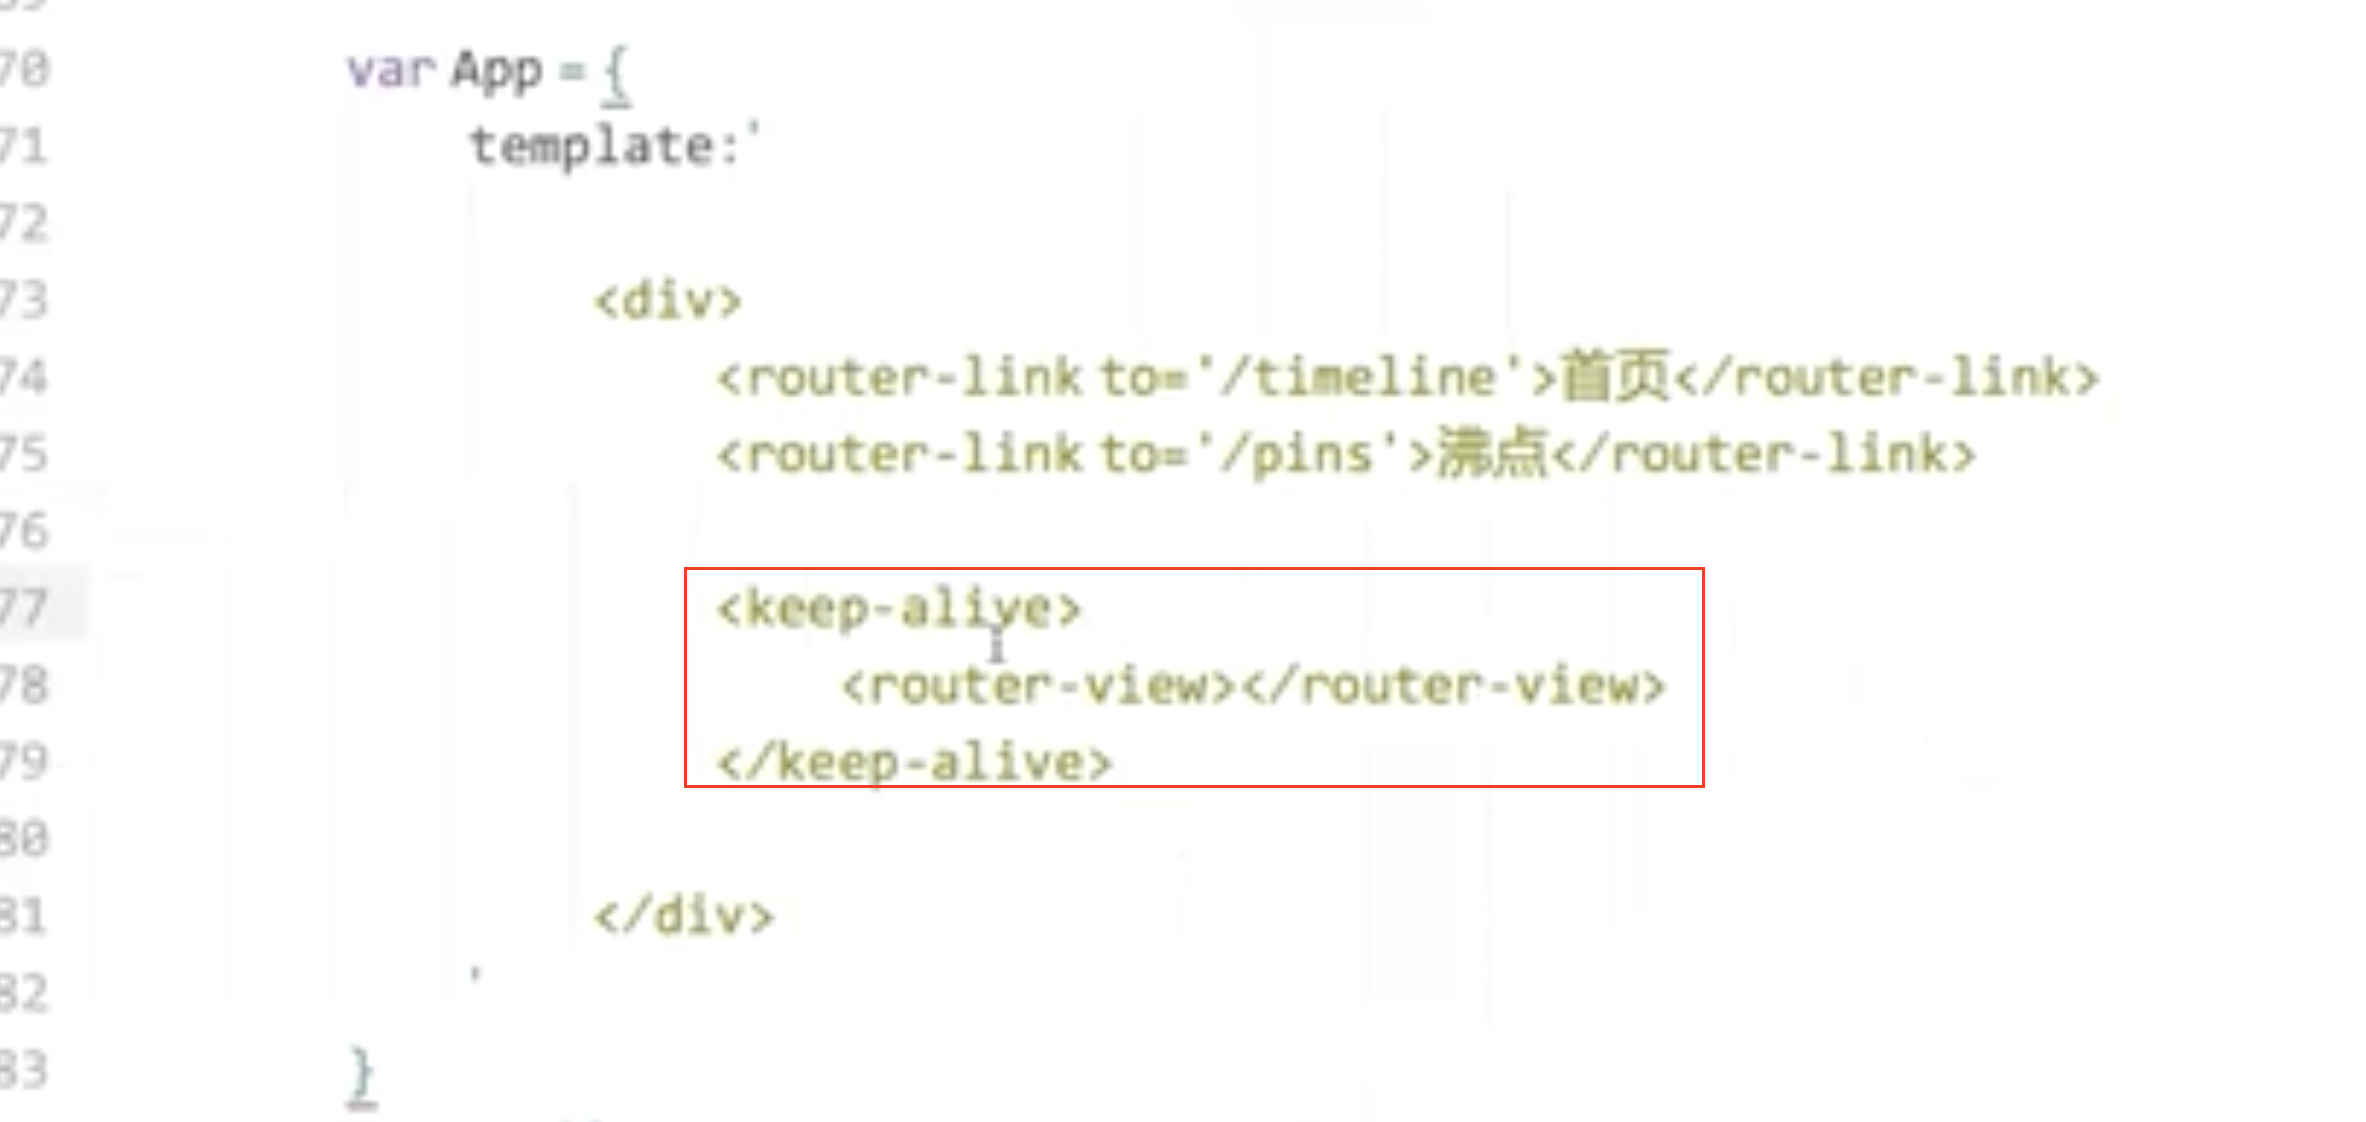 70 var App = {
71 template:'
72
73 <div>
74 <router-link to='/timeline'>首页</router-link>
75 <router-link to='/pins'>沸点</router-link>
76
77 <keep-alive>
78 <router-view></router-view>
79 </keep-alive>
80
81 </div>
82 '
83 }